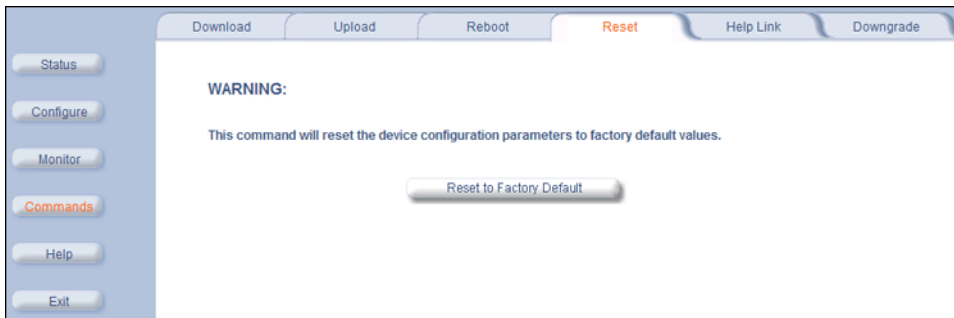 Download
Upload
Reboot
Reset
Help Link
Downgrade
Status
Configure
Monitor
Commands
Help
Exit
WARNING:
This command will reset the device configuration parameters to factory default values.
Reset to Factory Default